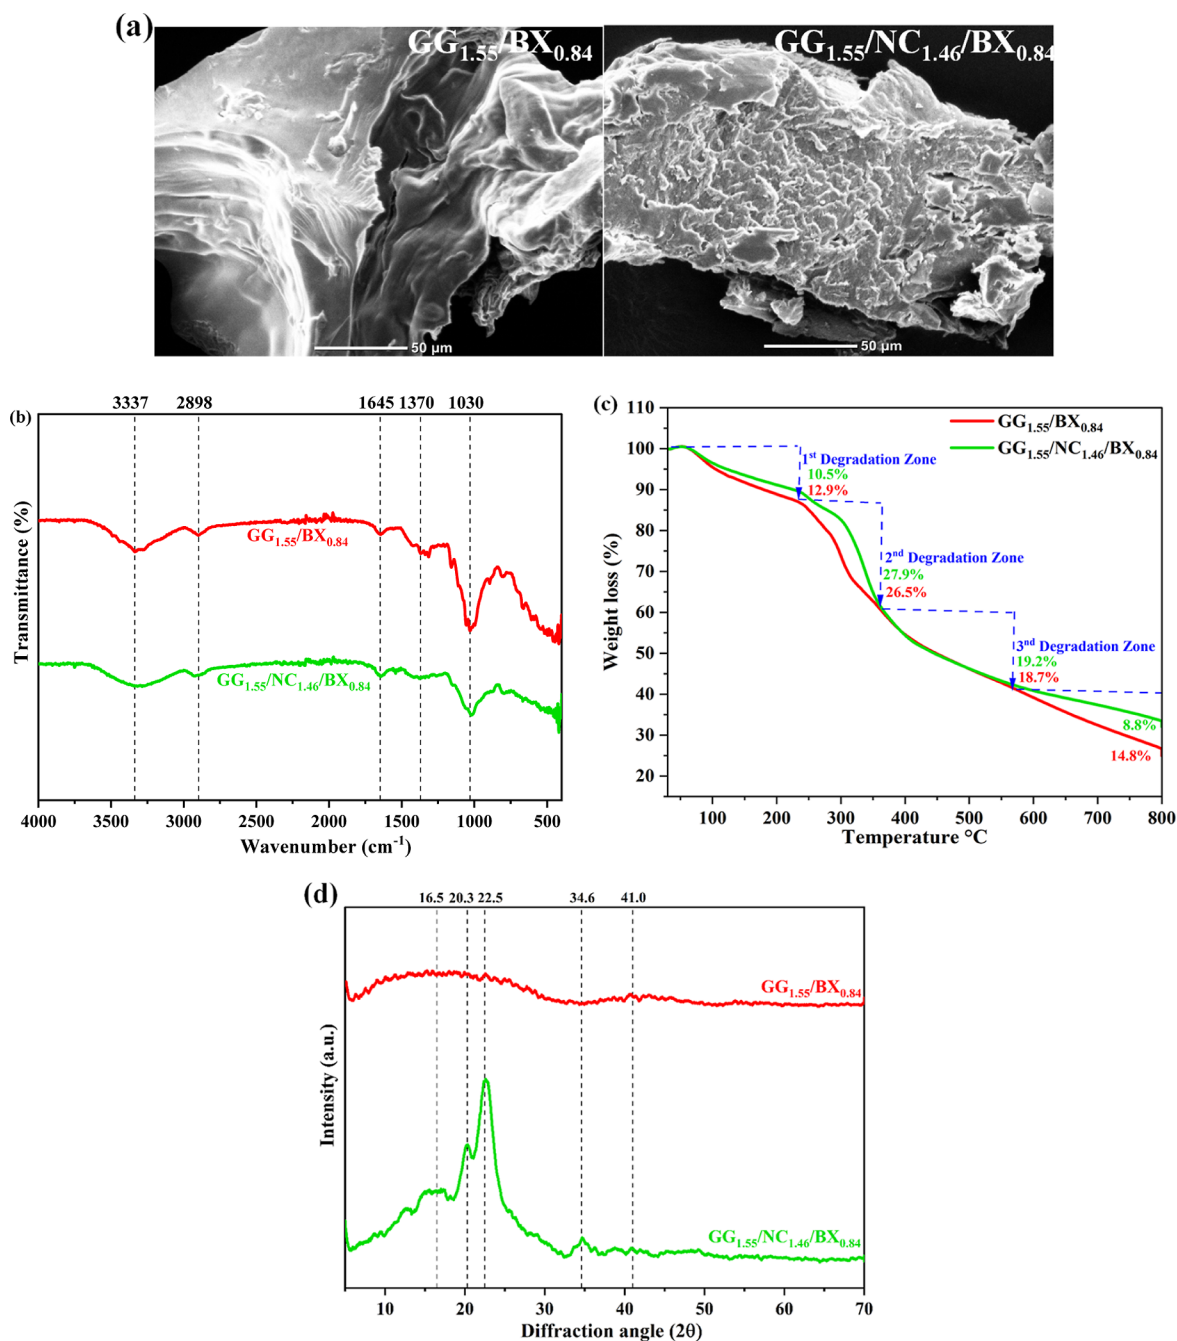 (a)
GG1.55/BX0.84
GG1.55/NC1.46/BX0.84
50 µm
50 µm
(b)
3337 2898 1645 1370 1030
Transmittance (%)
GG1.55/BX0.84
GG1.55/NC1.46/BX0.84
4000 3500 3000 2500 2000 1500 1000 500
Wavenumber (cm-1)
(c)
110
100
90
80
70
60
50
40
30
20
Weight loss (%)
GG1.55/BX0.84
GG1.55/NC1.46/BX0.84
1st Degradation Zone
10.5%
12.9%
2nd Degradation Zone
27.9%
26.5%
3rd Degradation Zone
19.2%
18.7%
8.8%
14.8%
100 200 300 400 500 600 700 800
Temperature °C
(d)
16.5 20.3 22.5 34.6 41.0
Intensity (a.u.)
GG1.55/BX0.84
GG1.55/NC1.46/BX0.84
10 20 30 40 50 60 70
Diffraction angle (2θ)